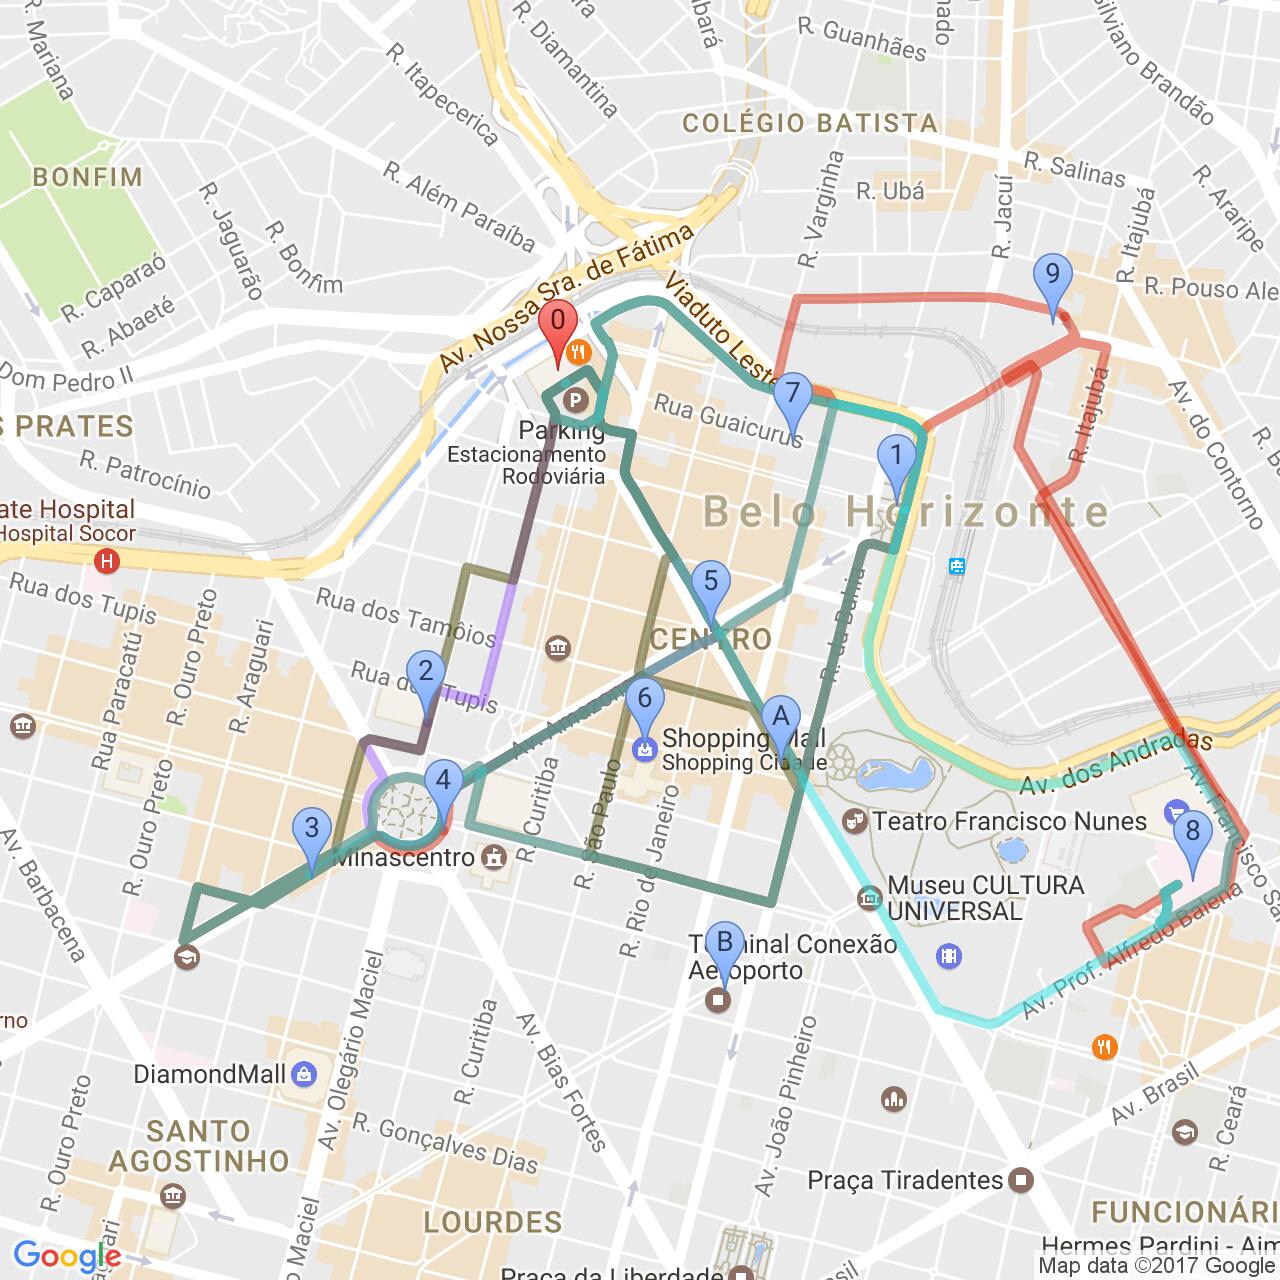 R. Mariana
R. Itapecerica
R. Diamantina
R. Guanhães
Silviano Brandão
COLÉGIO BATISTA
R. Salinas
BONFIM
R. Além Paraíba
R. Ubá
R. Varginha
R. Jacuí
R. Itajubá
R. Araripe
R. Jaguarão
R. Bonfim
R. Caparaó
R. Abaeté
Av. Nossa Sra. de Fátima
Viaduto Leste
R. Pouso Ale
9
0
Dom Pedro II
7
Rua Guaicurus
R. Itajubá
Av. do Contorno
S PRATES
P
Parking
Estacionamento
Rodoviária
R. Patrocínio
1
Belo Horizonte
ate Hospital
Hospital Socor
H
Rua dos Tupis
Rua dos Tamôios
5
CENTRO
R. da Bahia
Rua Paracatú
R. Ouro Preto
R. Araguari
2
Rua dos Tupis
6
A
Av. Amazonas
Shopping Mall
Shopping Cidade
Av. dos Andradas
Av. Francisco Sa
4
3
Minascentro
R. Curitiba
R. São Paulo
R. Rio de Janeiro
Teatro Francisco Nunes
8
R. Ouro Preto
Av. Barbacena
Museu CULTURA
UNIVERSAL
Av. Prof. Alfredo Balena
B
Terminal Conexão
Aeroporto
rno
R. Curitiba
Av. Bias Fortes
Av. Olegário Maciel
DiamondMall
Av. João Pinheiro
Av. Brasil
R. Ceará
R. Ouro Preto
SANTO
AGOSTINHO
R. Gonçalves Dias
Praça Tiradentes
LOURDES
FUNCIONÁRI
Hermes Pardini - Aim
Google
Praça da Liberdade
Map data ©2017 Google